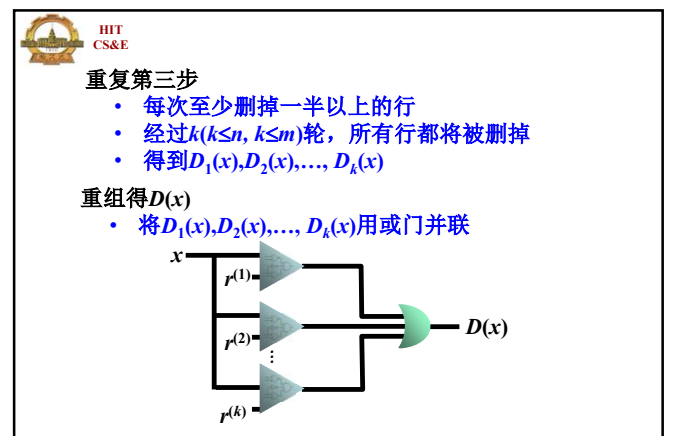 HIT
CS&E
重复第三步
• 每次至少删掉一半以上的行
• 经过k(k≤n, k≤m)轮，所有行都将被删掉
• 得到D₁(x),D₂(x),…, Dₖ(x)
重组得D(x)
• 将D₁(x),D₂(x),…, Dₖ(x)用或门并联
x
r⁽¹⁾
r⁽²⁾
D(x)
⋮
r⁽ᵏ⁾